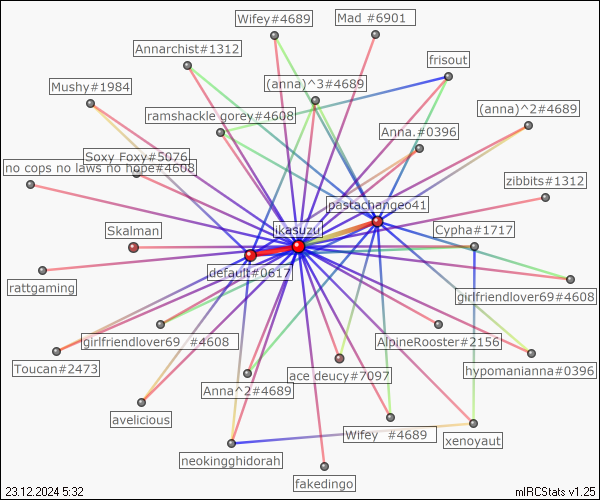 Wifey#4689
Mad #6901
Annarchist#1312
frisout
Mushy#1984
(anna)^3#4689
(anna)^2#4689
ramshackle gorey#4608
Anna.#0396
Soxy Foxy#5076
no cops no laws no hope#4608
zibbits#1312
pastachangeo41
Skalman
ikasuzu
Cypha#1717
default#0617
rattgaming
girlfriendlover69#4608
girlfriendlover69 #4608
AlpineRooster#2156
Toucan#2473
ace deucy#7097
hypomanianna#0396
Anna^2#4689
avelicious
Wifey #4689
xenoyaut
neokingghidorah
fakedingo
23.12.2024 5:32
mIRCStats v1.25